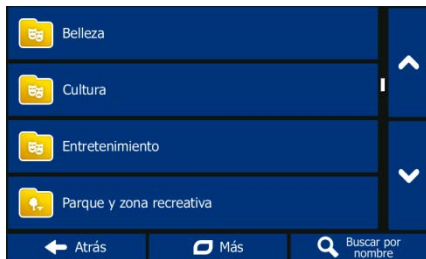 Belleza
Cultura
Entretenimiento
Parque y zona recreativa
Atrás
Más
Buscar por
nombre